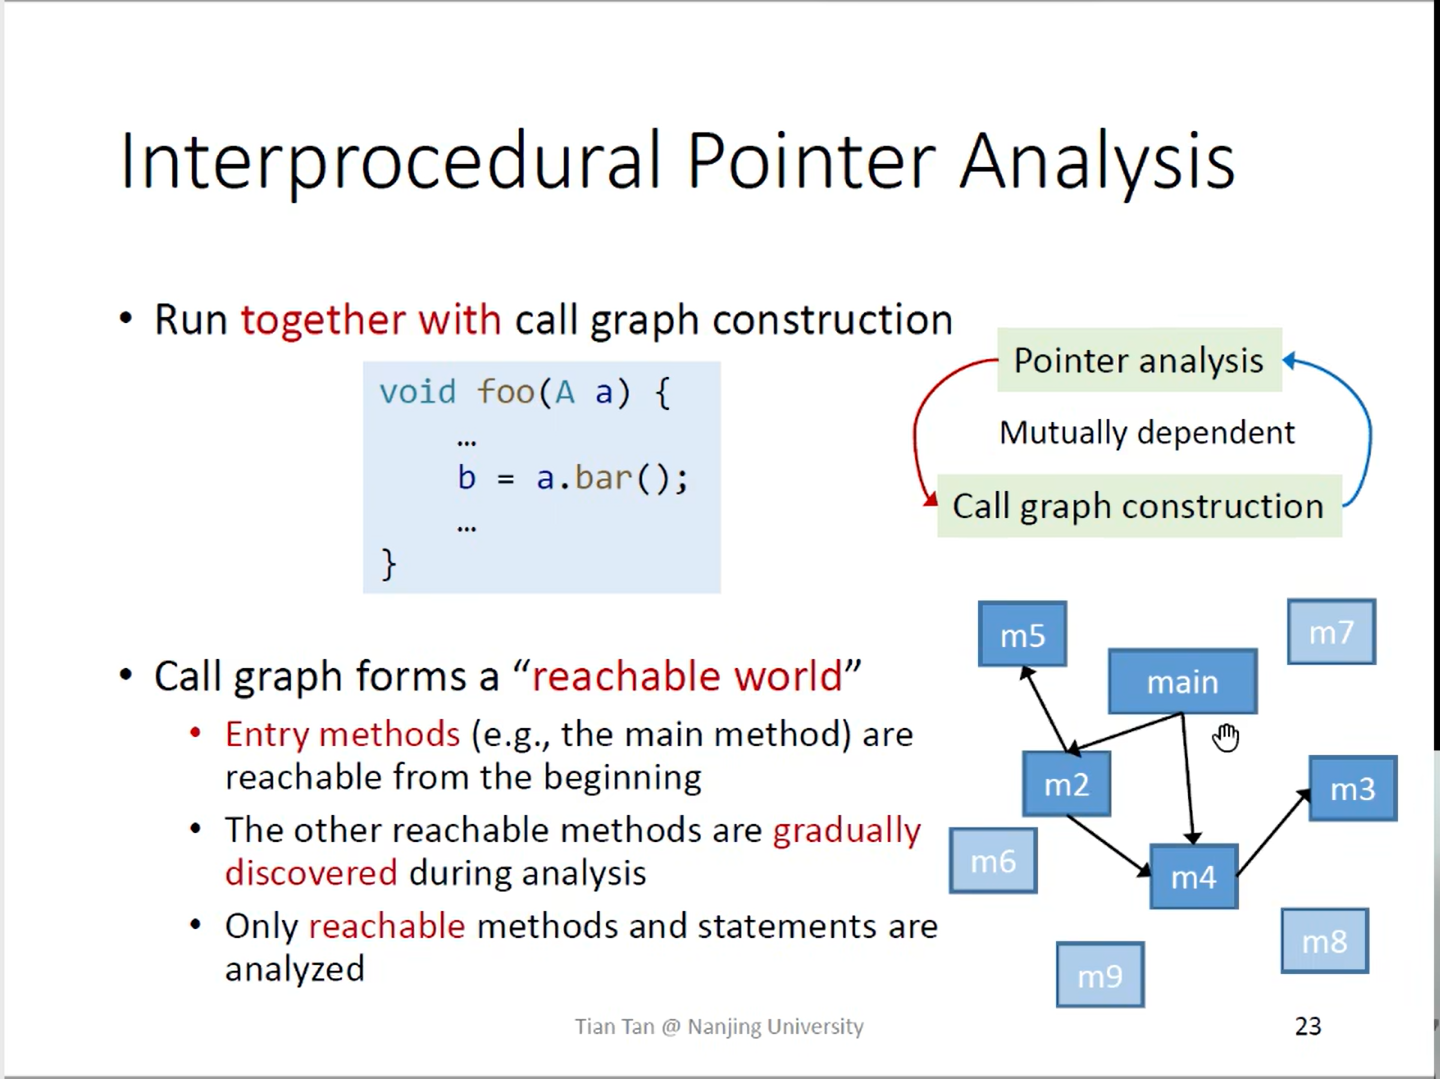 Interprocedural Pointer Analysis
• Run together with call graph construction
void foo(A a) {
…
b = a.bar();
…
}
Pointer analysis
Mutually dependent
Call graph construction
• Call graph forms a “reachable world”
• Entry methods (e.g., the main method) are
reachable from the beginning
• The other reachable methods are gradually
discovered during analysis
• Only reachable methods and statements are
analyzed
m5
m7
main
m2
m3
m6
m4
m8
m9
Tian Tan @ Nanjing University
23